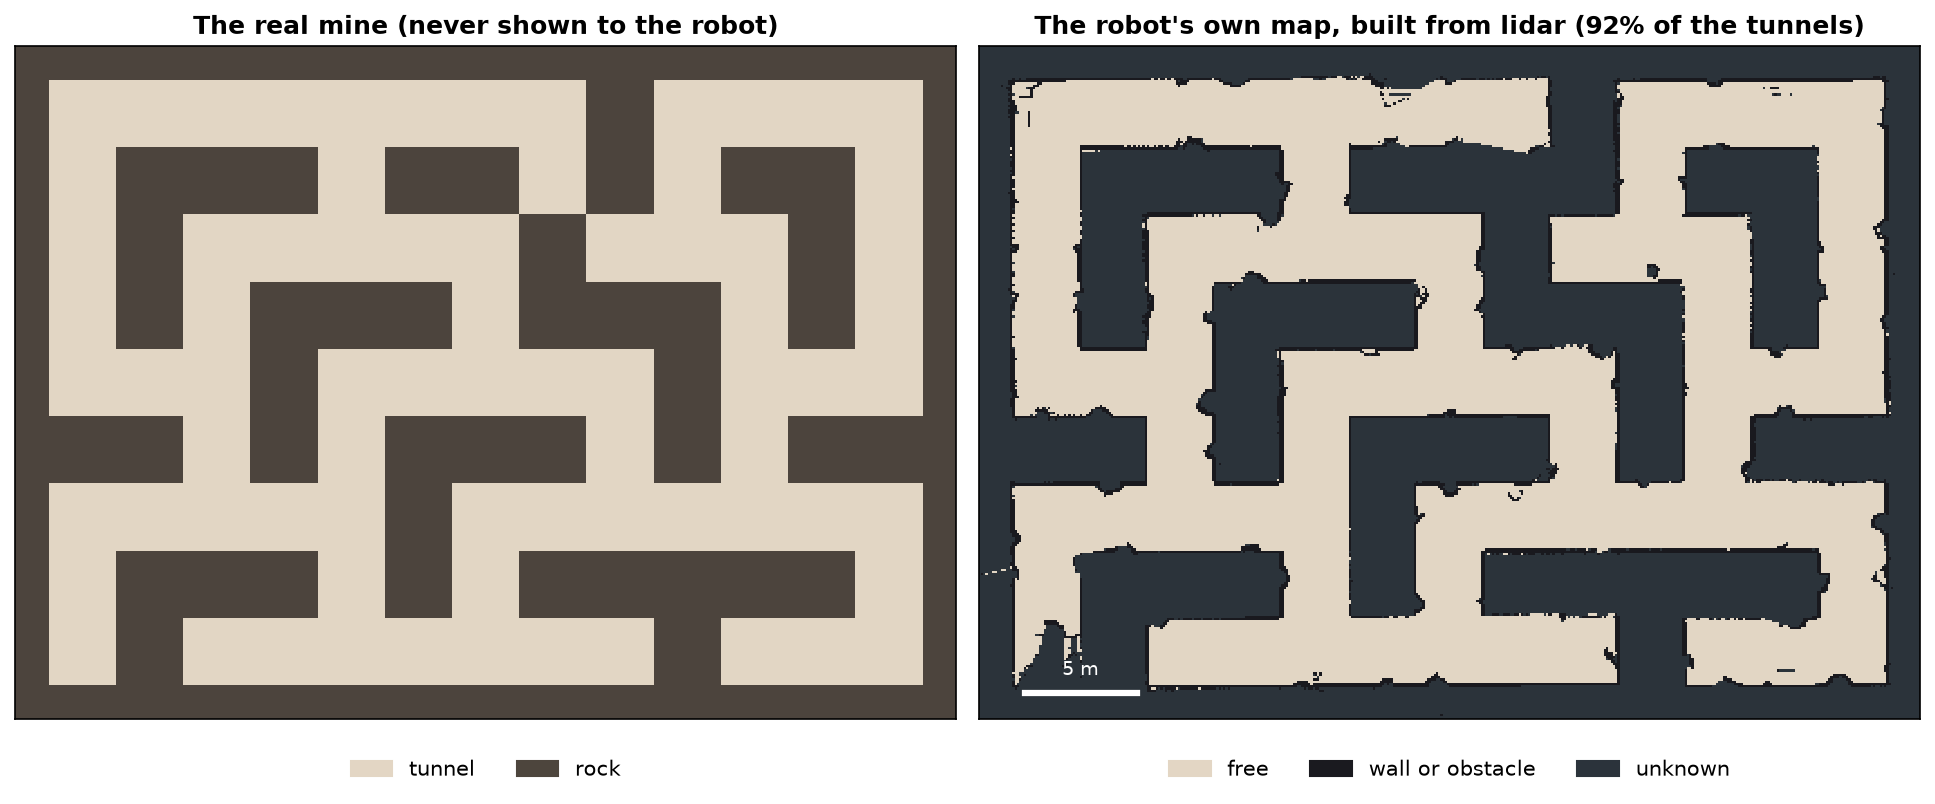 The real mine (never shown to the robot)
The robot's own map, built from lidar (92% of the tunnels)
5 m
tunnel
rock
free
wall or obstacle
unknown